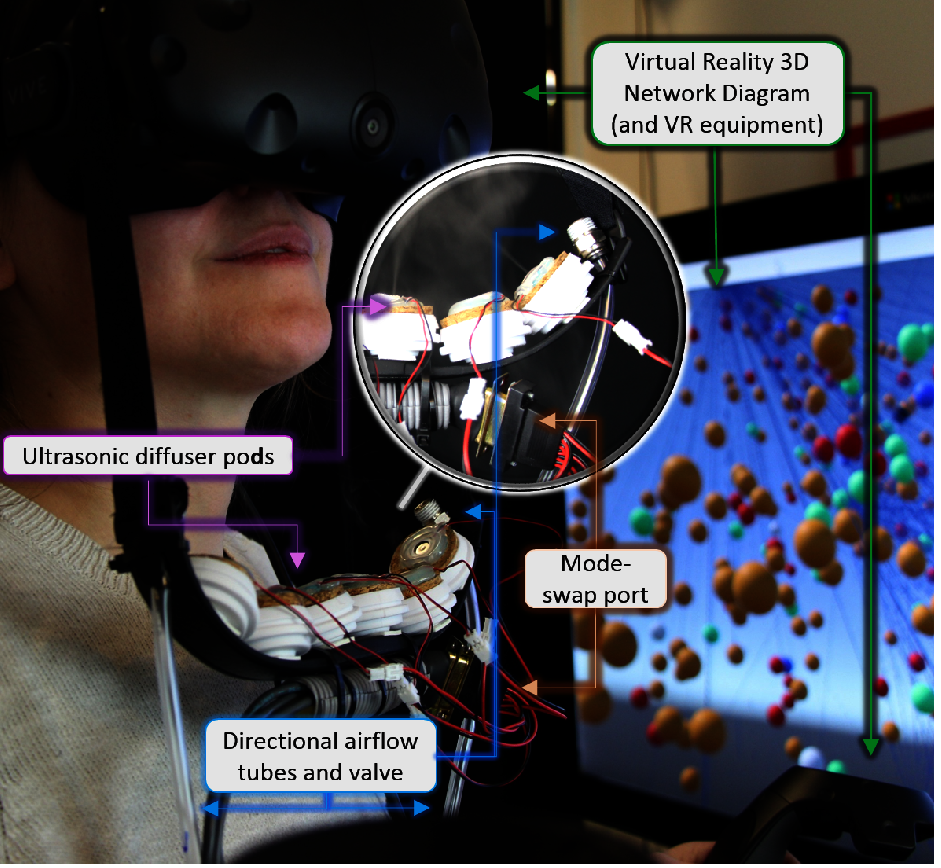 Virtual Reality 3D
Network Diagram
(and VR equipment)
Ultrasonic diffuser pods
Mode-
swap port
Directional airflow
tubes and valve